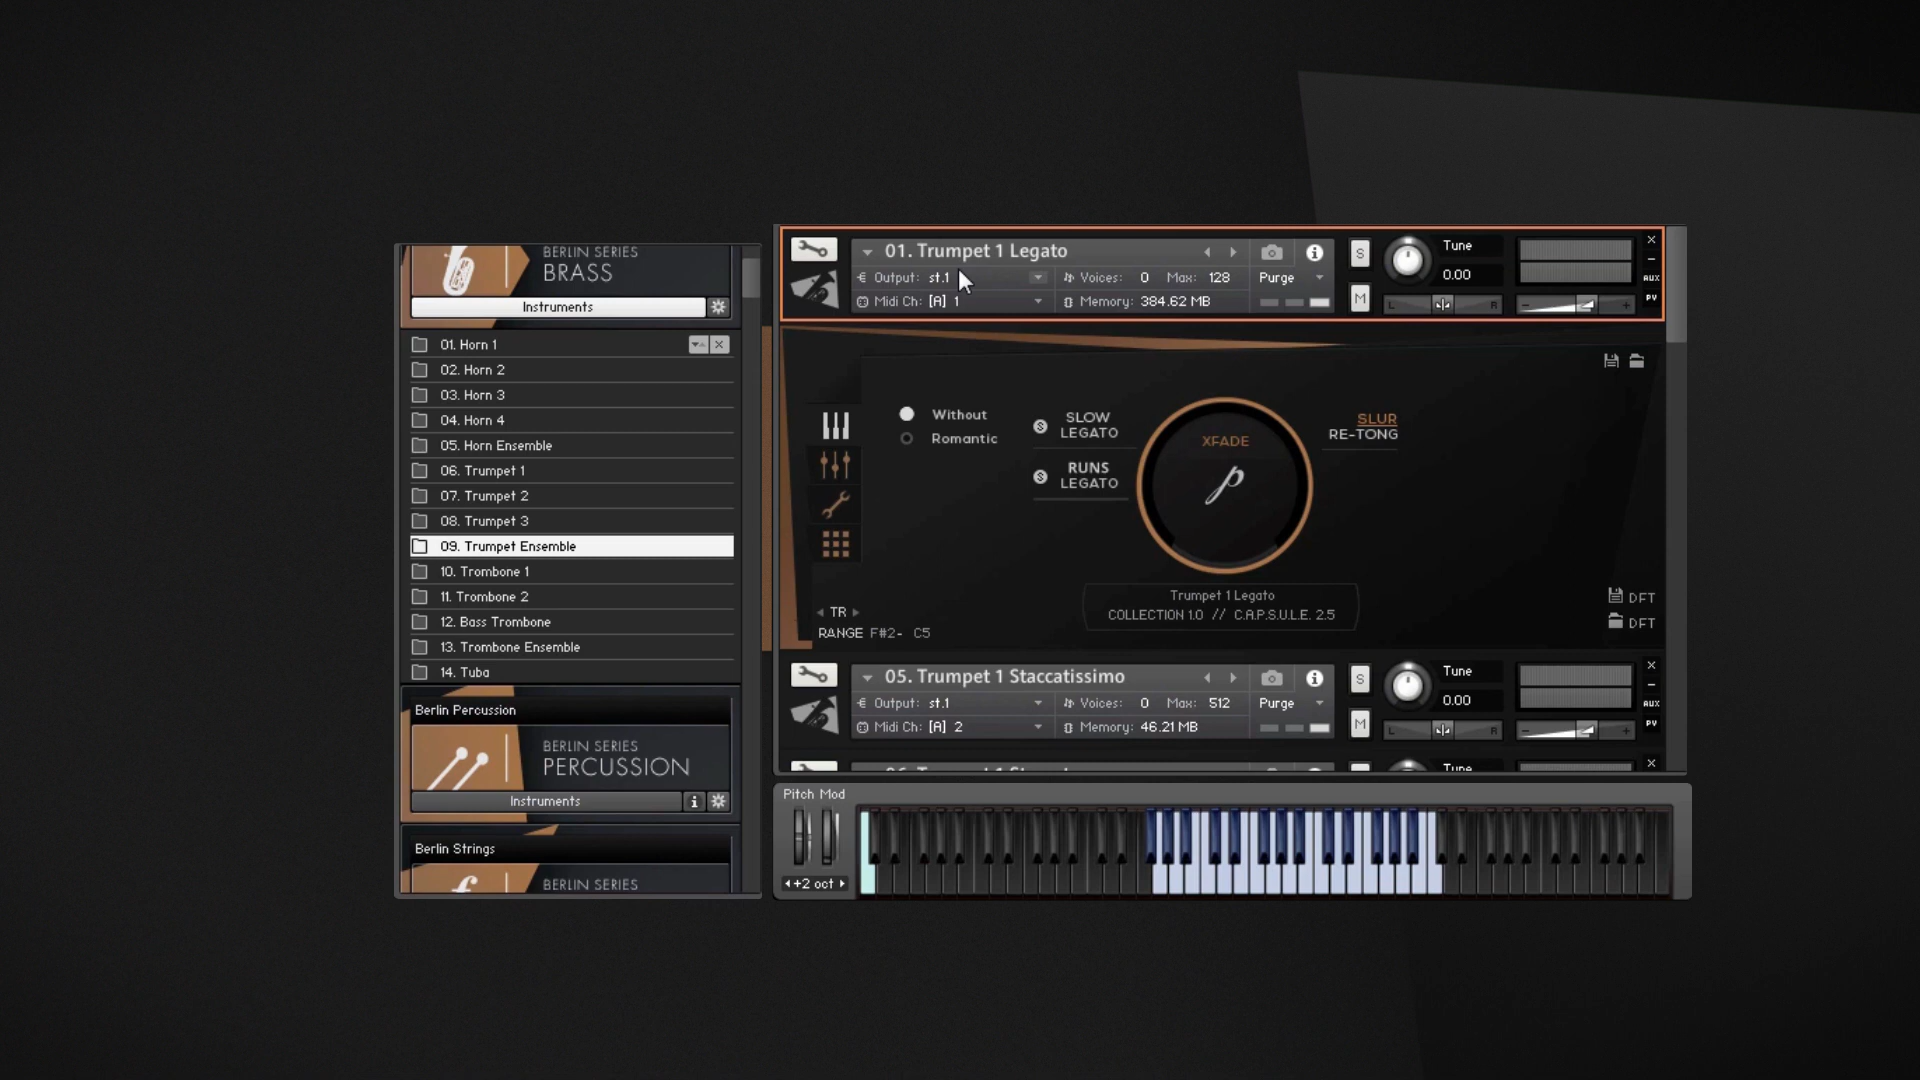 BERLIN SERIES
BRASS
Instruments
01. Horn 1
02. Horn 2
03. Horn 3
04. Horn 4
05. Horn Ensemble
06. Trumpet 1
07. Trumpet 2
08. Trumpet 3
09. Trumpet Ensemble
10. Trombone 1
11. Trombone 2
12. Bass Trombone
13. Trombone Ensemble
14. Tuba
Berlin Percussion
BERLIN SERIES
PERCUSSION
Instruments
Berlin Strings
BERLIN SERIES
01. Trumpet 1 Legato
Output: st.1
Voices: 0 Max: 128
Purge
Midi Ch: [A] 1
Memory: 384.62 MB
S
M
Tune
0.00
L R
- +
AUX
PV
Without
Romantic
SLOW
LEGATO
RUNS
LEGATO
XFADE
p
SLUR
RE-TONG
TR
RANGE F#2- C5
Trumpet 1 Legato
COLLECTION 1.0 // C.A.P.S.U.L.E. 2.5
DFT
DFT
05. Trumpet 1 Staccatissimo
Output: st.1
Voices: 0 Max: 512
Purge
Midi Ch: [A] 2
Memory: 46.21 MB
S
M
Tune
0.00
L R
- +
AUX
PV
Tune
Pitch Mod
+2 oct